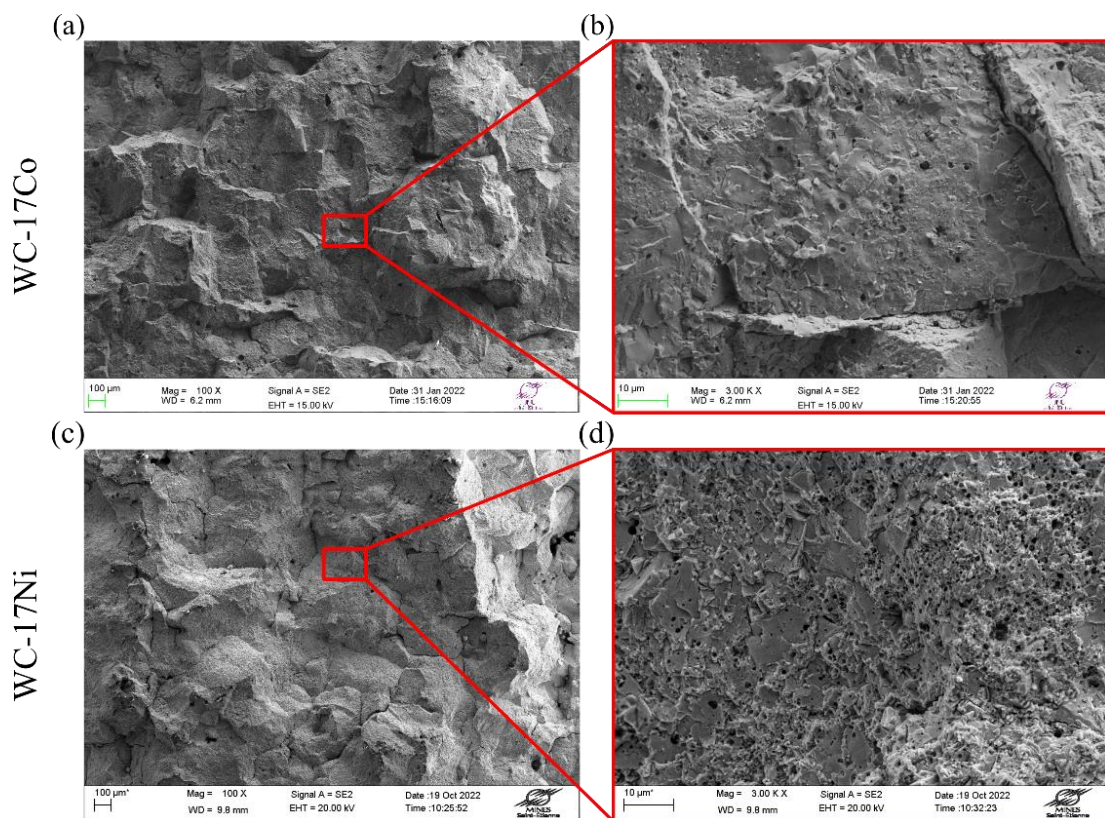 (a)
(b)
WC-17Co
100 µm
Mag = 100 X
WD = 6.2 mm
Signal A = SE2
EHT = 15.00 kV
Date :31 Jan 2022
Time :15:16:09
10 µm
Mag = 3.00 K X
WD = 6.2 mm
Signal A = SE2
EHT = 15.00 kV
Date :31 Jan 2022
Time :15:20:55
(c)
(d)
WC-17Ni
100 µm*
Mag = 100 X
WD = 9.8 mm
Signal A = SE2
EHT = 20.00 kV
Date :19 Oct 2022
Time :10:25:52
MINES
Saint-Etienne
10 µm*
Mag = 3.00 K X
WD = 9.8 mm
Signal A = SE2
EHT = 20.00 kV
Date :19 Oct 2022
Time :10:32:23
MINES
Saint-Etienne